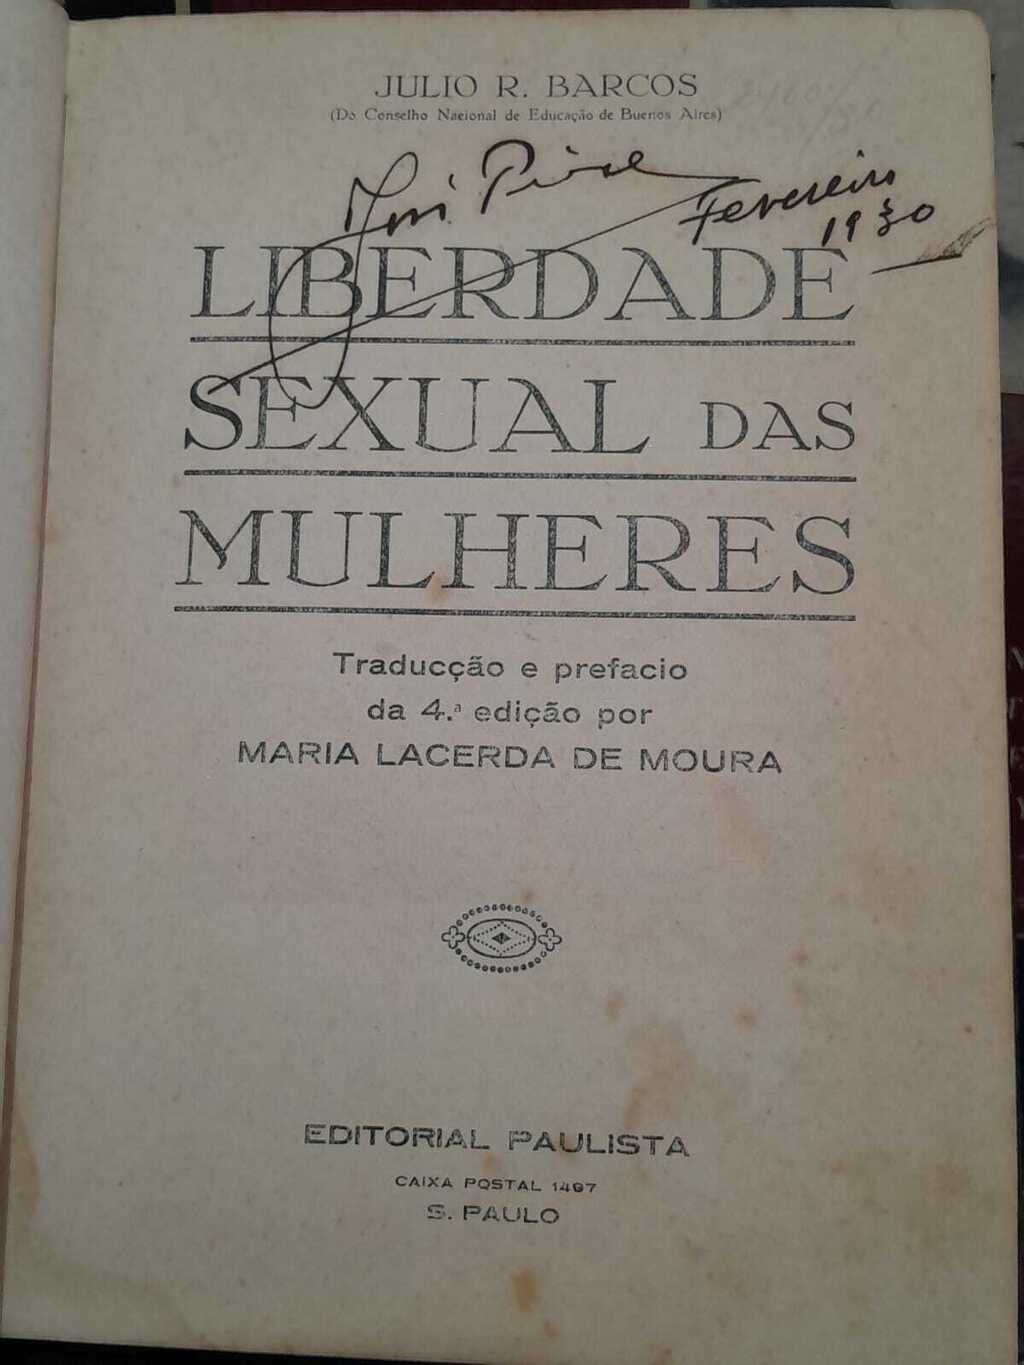 JULIO R. BARCOS
(Do Conselho Nacional de Educação de Buenos Aires)
Fevereiro
1930
LIBERDADE
SEXUAL DAS
MULHERES
Traducção e prefacio
da 4.ª edição por
MARIA LACERDA DE MOURA
EDITORIAL PAULISTA
CAIXA POSTAL 1497
S. PAULO